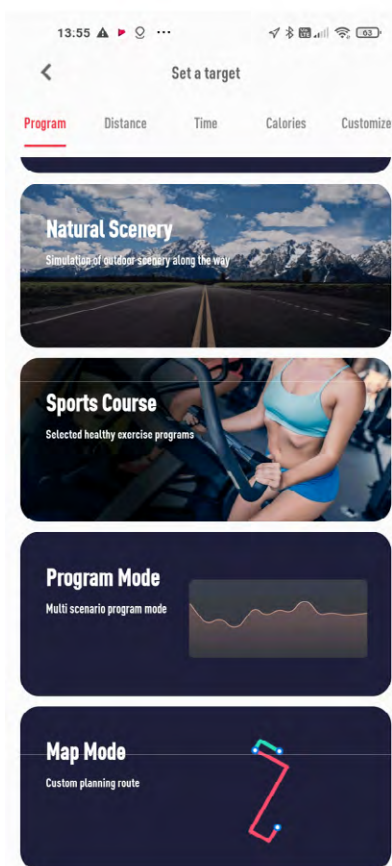 13:55
63
Set a target
Program Distance Time Calories Customize
Natural Scenery
Simulation of outdoor scenery along the way
Sports Course
Selected healthy exercise programs
Program Mode
Multi scenario program mode
Map Mode
Custom planning route